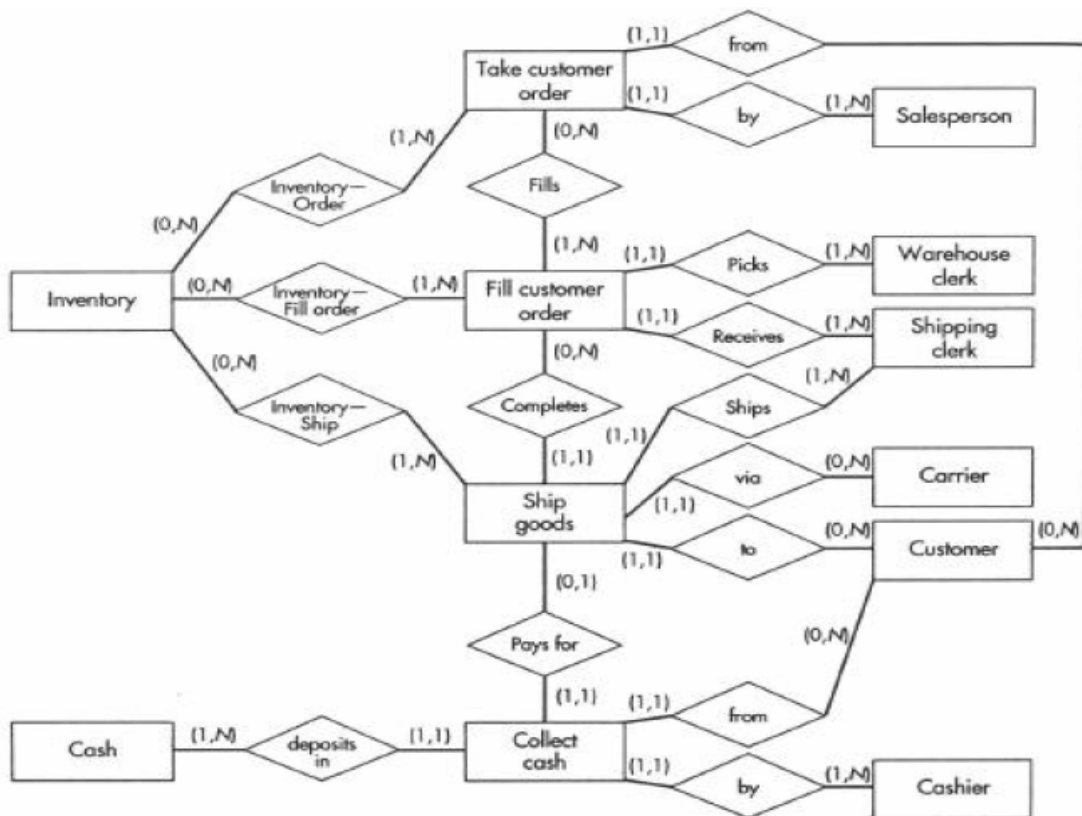 (1,1)
from
Take customer
order
(1,1)
by
(1,N)
Salesperson
(1,N)
(0,N)
Inventory—
Order
Fills
(0,N)
(1,N)
(1,1)
Picks
(1,N)
Warehouse
clerk
Inventory
(0,N)
Inventory—
Fill order
(1,N)
Fill customer
order
(1,1)
Receives
(1,N)
Shipping
clerk
(0,N)
(0,N)
(1,N)
Inventory—
Ship
Completes
Ships
(1,1)
(1,N)
(1,1)
via
(0,N)
Carrier
Ship
goods
(1,1)
(0,N)
Customer
(0,N)
(1,1)
to
(0,1)
Pays for
(0,N)
(1,1)
(1,1)
from
Cash
(1,N)
deposits
in
(1,1)
Collect
cash
(1,1)
by
(1,N)
Cashier